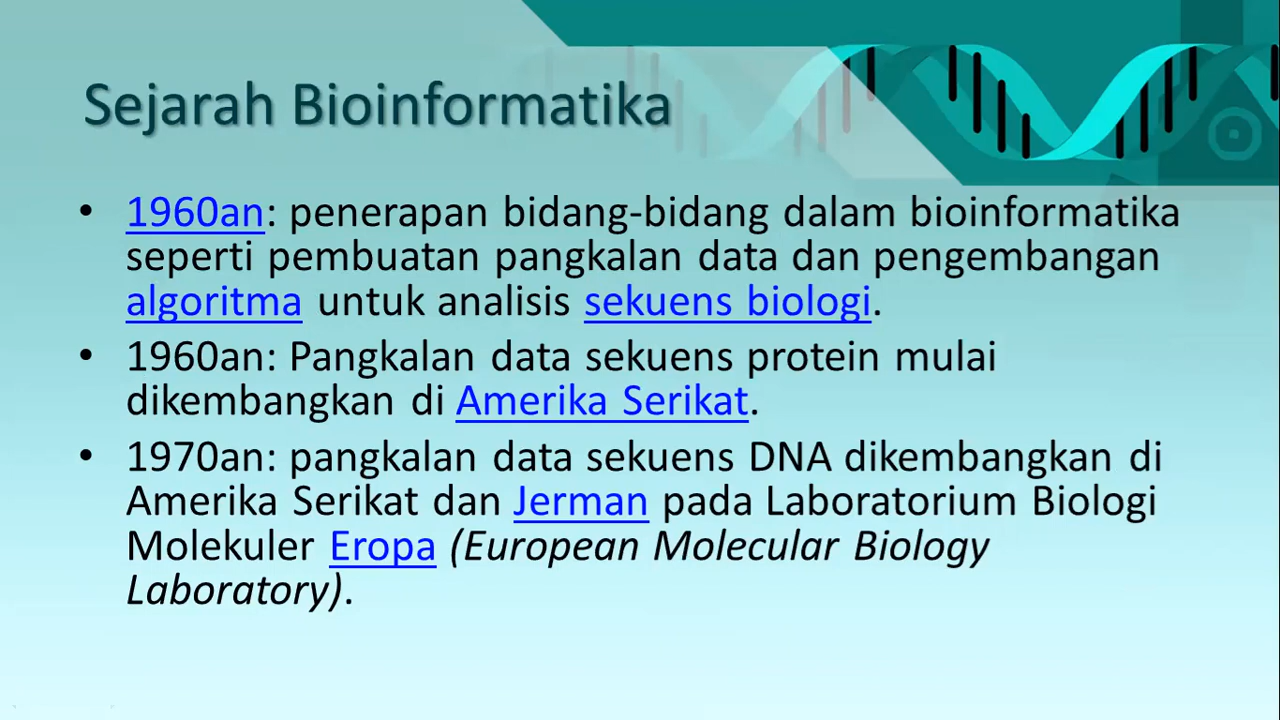 Sejarah Bioinformatika
• 1960an: penerapan bidang-bidang dalam bioinformatika
seperti pembuatan pangkalan data dan pengembangan
algoritma untuk analisis sekuens biologi.
• 1960an: Pangkalan data sekuens protein mulai
dikembangkan di Amerika Serikat.
• 1970an: pangkalan data sekuens DNA dikembangkan di
Amerika Serikat dan Jerman pada Laboratorium Biologi
Molekuler Eropa (European Molecular Biology
Laboratory).